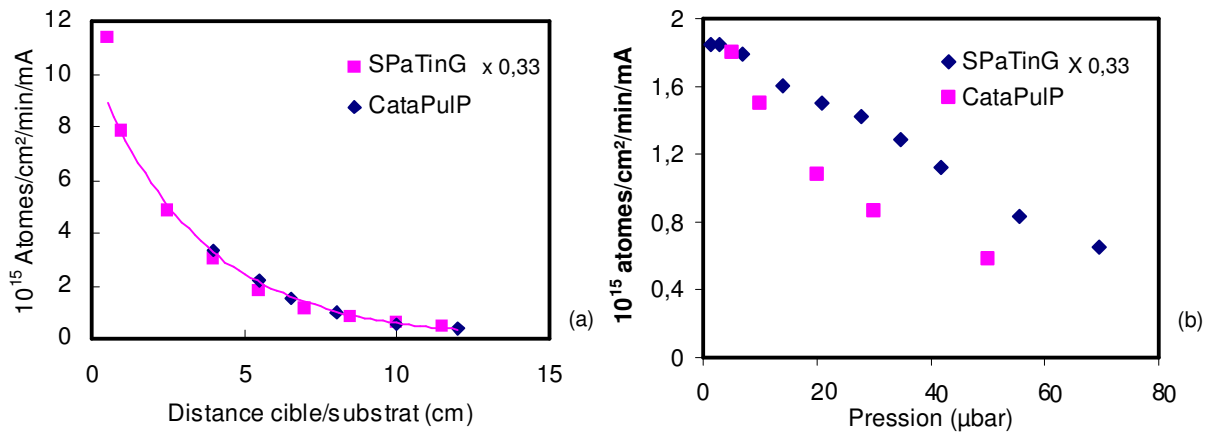 12
10
8
6
4
2
0
0 5 10 15
10¹⁵ Atomes/cm²/min/mA
Distance cible/substrat (cm)
SPaTinG x 0,33
CataPulP
(a)
2
1,6
1,2
0,8
0,4
0
0 20 40 60 80
10¹⁵ atomes/cm²/min/mA
Pression (µbar)
SPaTinG X 0,33
CataPulP
(b)